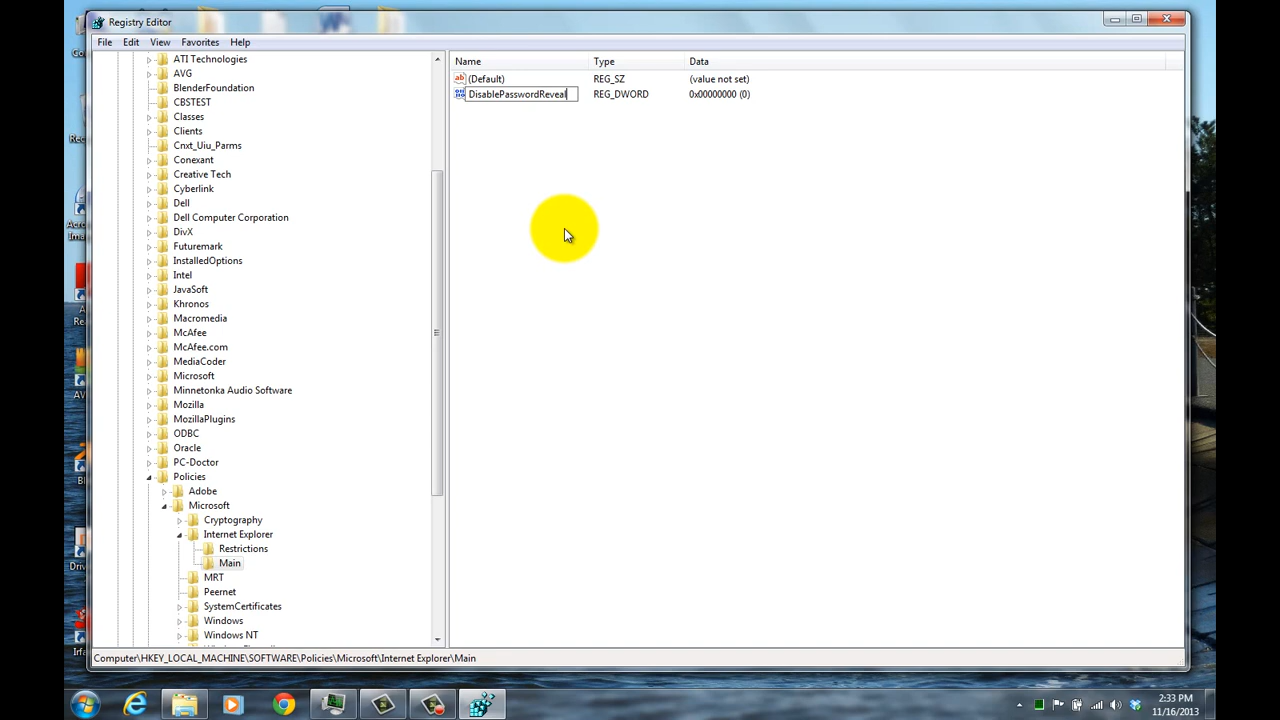 Registry Editor
File Edit View Favorites Help
ATI Technologies
AVG
BlenderFoundation
CBSTEST
Classes
Clients
Cnxt_Uiu_Parms
Conexant
Creative Tech
Cyberlink
Dell
Dell Computer Corporation
DivX
Futuremark
InstalledOptions
Intel
JavaSoft
Khronos
Macromedia
McAfee
McAfee.com
MediaCoder
Microsoft
Minnetonka Audio Software
Mozilla
MozillaPlugins
ODBC
Oracle
PC-Doctor
Policies
Adobe
Microsoft
Cryptography
Internet Explorer
Restrictions
Main
MRT
Peernet
SystemCertificates
Windows
Windows NT
Name Type Data
(Default) REG_SZ (value not set)
DisablePasswordReveal REG_DWORD 0x00000000 (0)
Computer\HKEY_LOCAL_MACHINE\SOFTWARE\Policies\Microsoft\Internet Explorer\Main
2:33 PM
11/16/2013